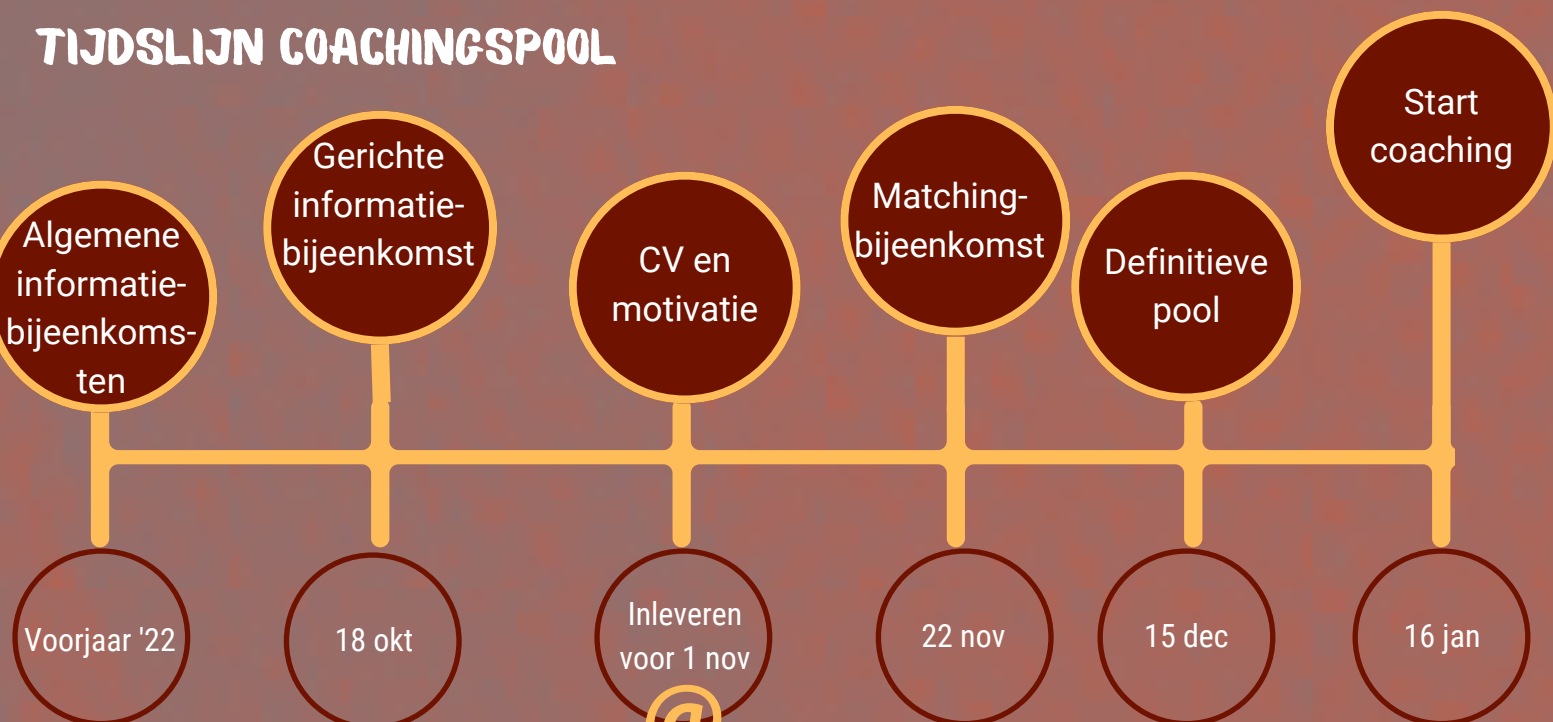 TIJDSLIJN COACHINGSPOOL
Algemene
informatie-
bijeenkoms-
ten
Gerichte
informatie-
bijeenkomst
CV en
motivatie
Matching-
bijeenkomst
Definitieve
pool
Start
coaching
Voorjaar '22
18 okt
Inleveren
voor 1 nov
@
22 nov
15 dec
16 jan